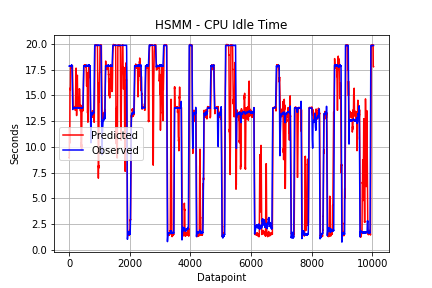 HSMM - CPU Idle Time
20.0
17.5
15.0
12.5
10.0
7.5
5.0
2.5
0.0
Seconds
Predicted
Observed
0 2000 4000 6000 8000 10000
Datapoint